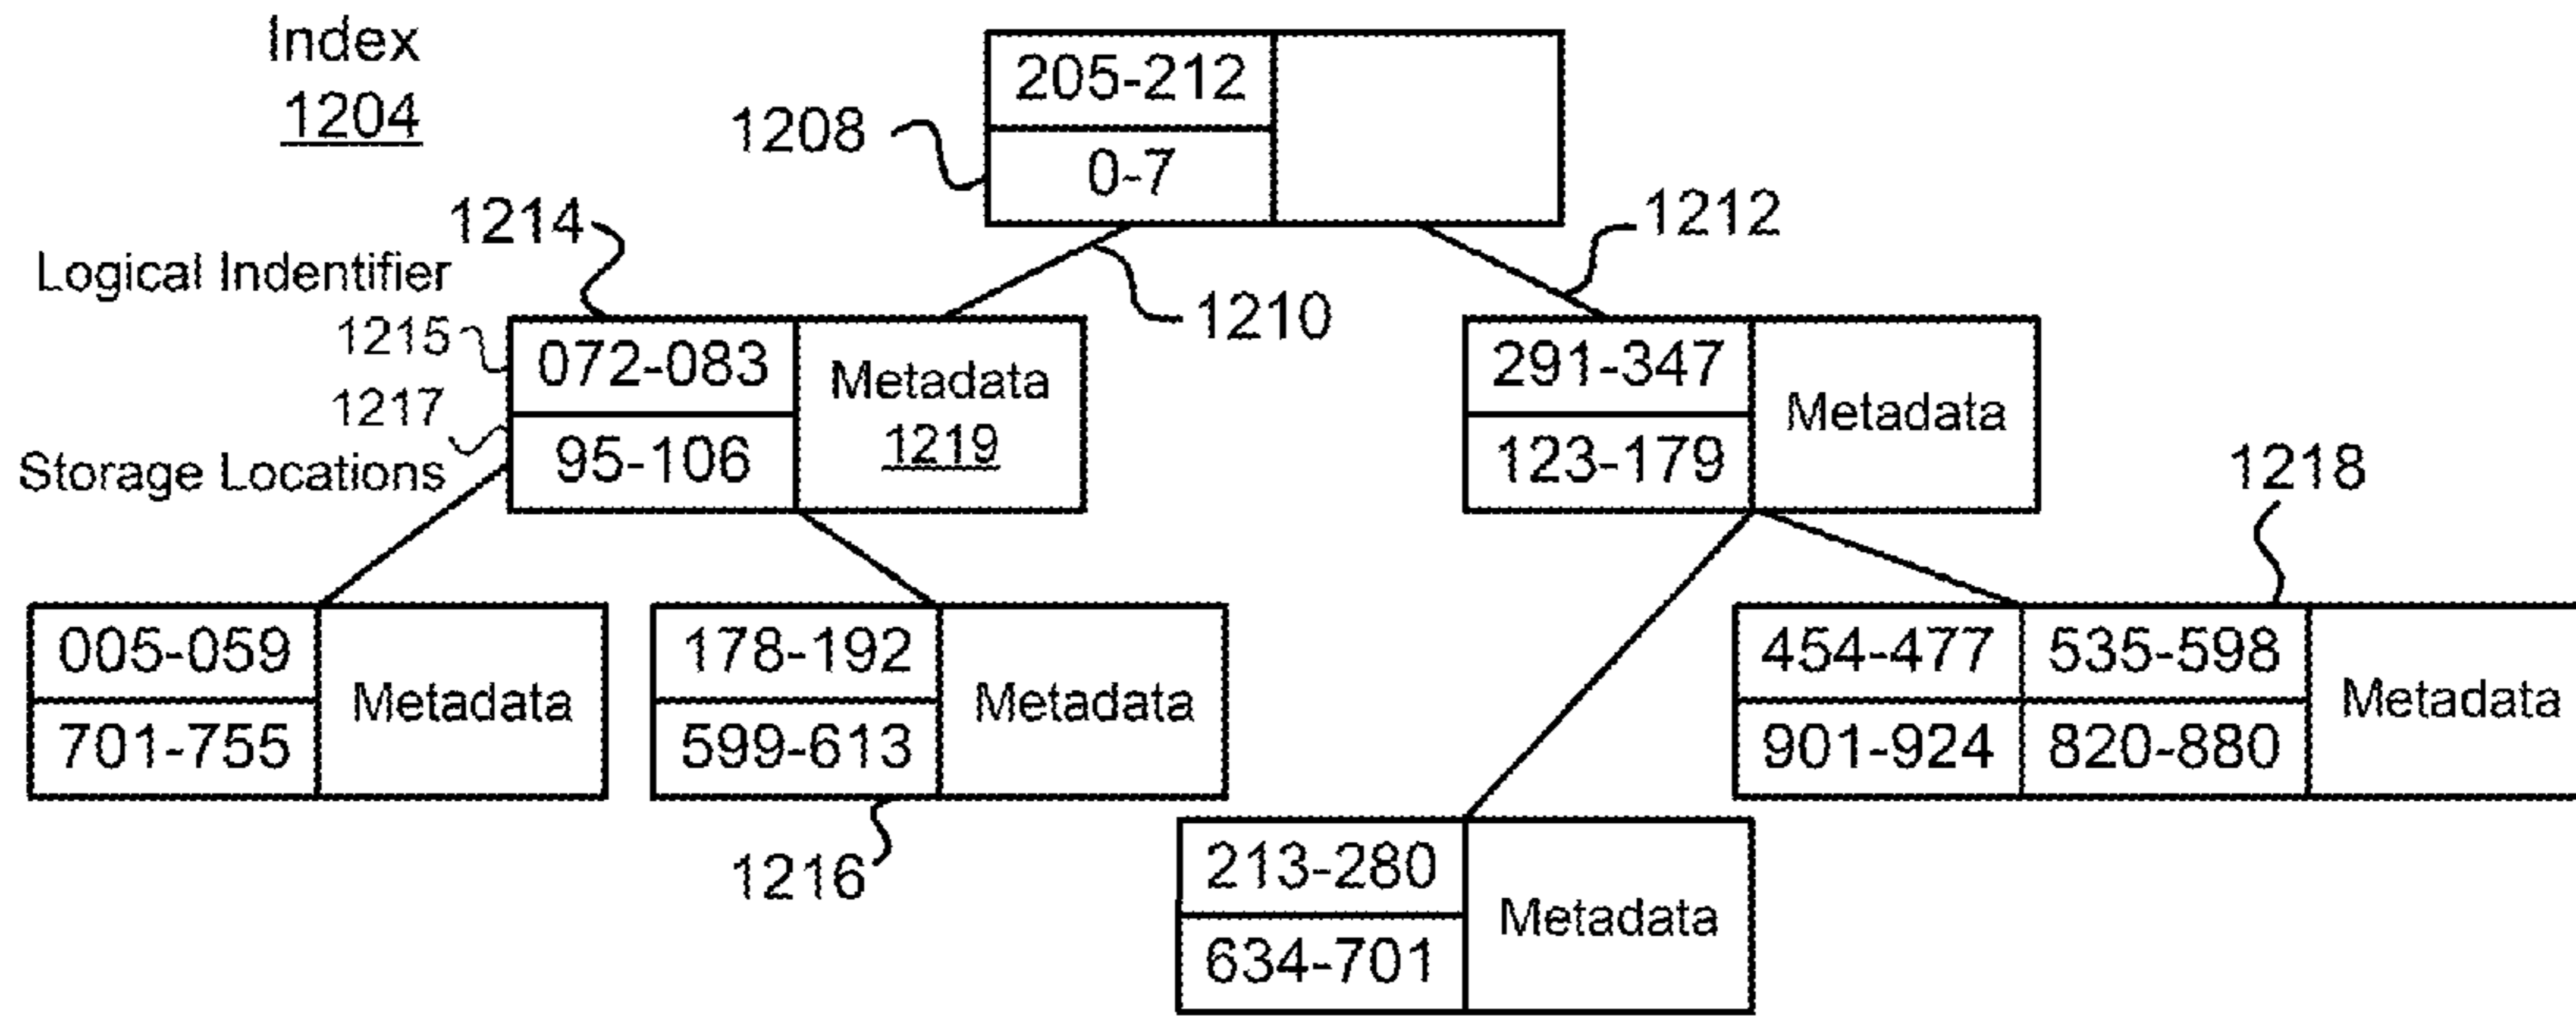 Index
1204
205-212
1208
0-7
1214
1212
Logical Indentifier
1210
1215
072-083
Metadata
291-347
Metadata
1217
95-106
1219
123-179
Storage Locations
1218
005-059
Metadata
701-755
178-192
Metadata
599-613
454-477
535-598
Metadata
901-924
820-880
1216
213-280
Metadata
634-701